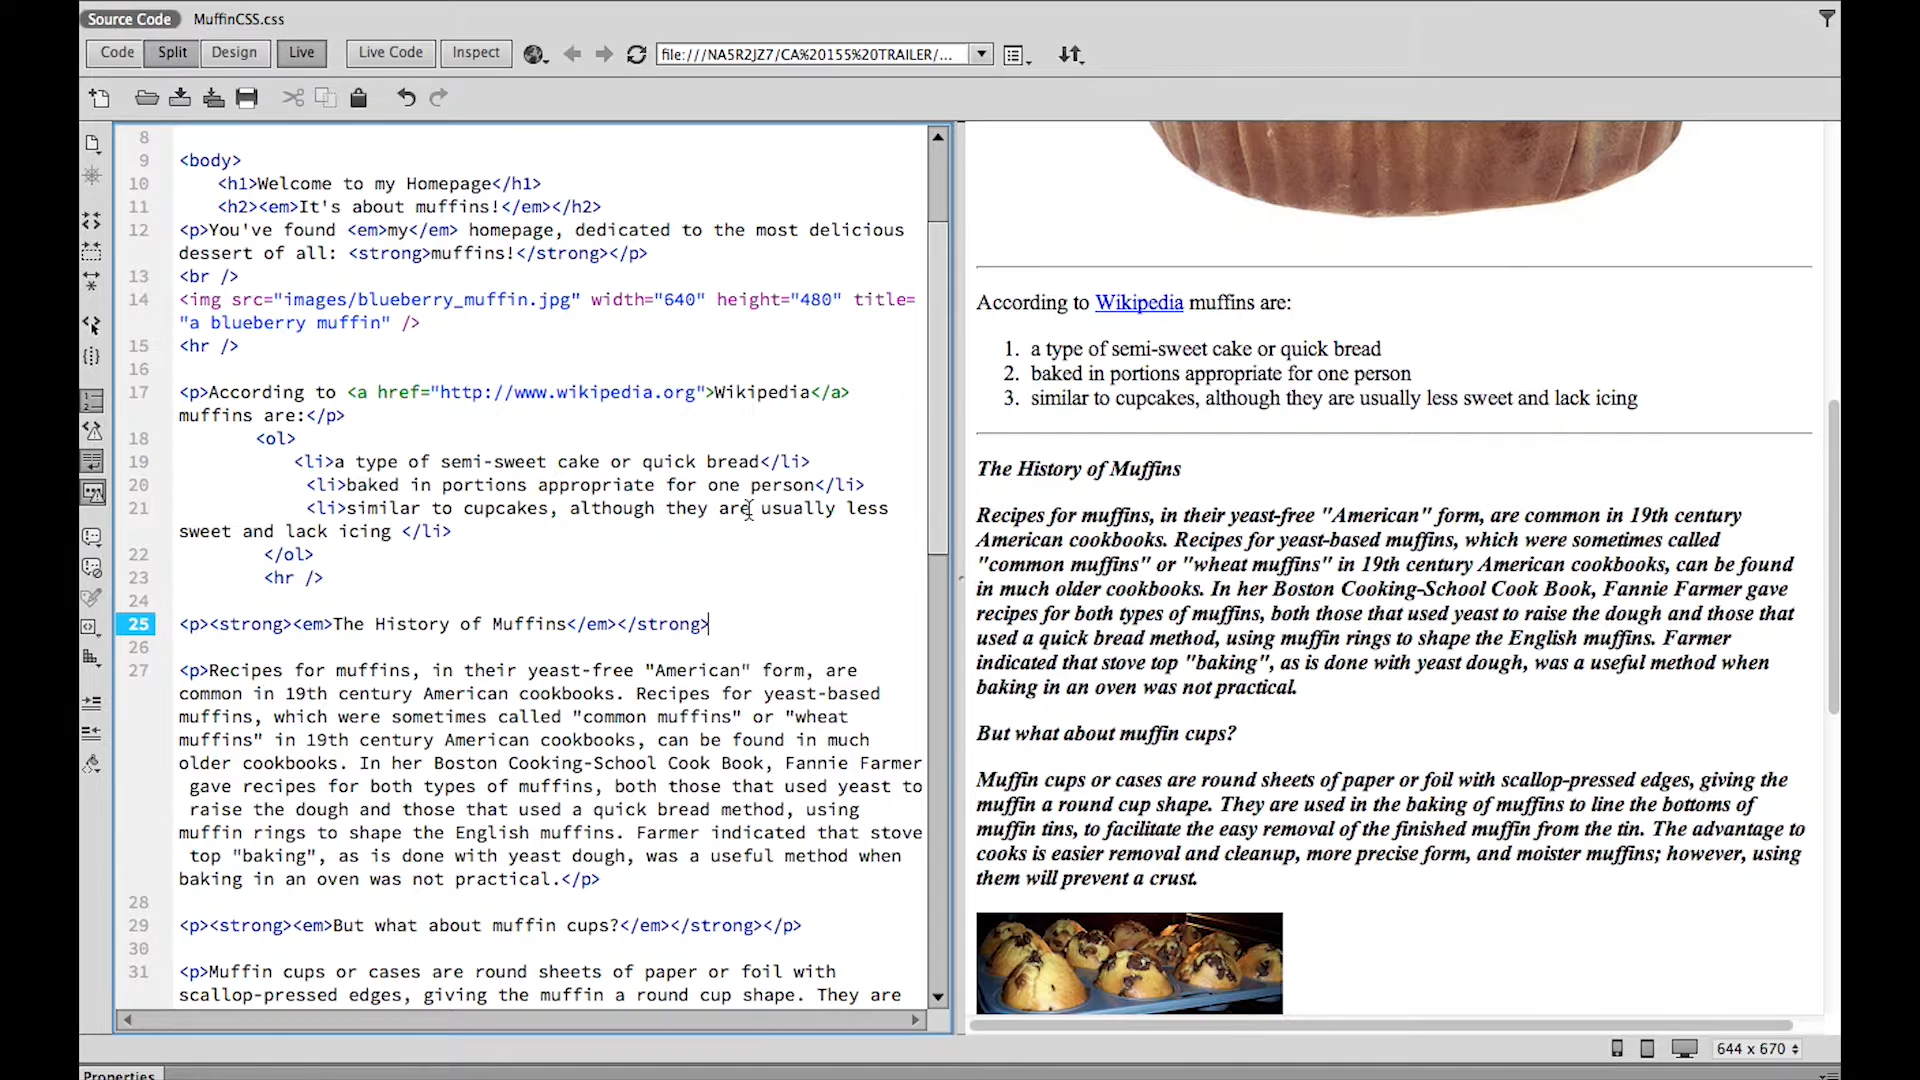 Source Code MuffinCSS.css
Code Split Design Live Live Code Inspect file:///NA5R2JZ7/CA%20155%20TRAILER/...
8
9 <body>
10 <h1>Welcome to my Homepage</h1>
11 <h2><em>It's about muffins!</em></h2>
12 <p>You've found <em>my</em> homepage, dedicated to the most delicious
dessert of all: <strong>muffins!</strong></p>
13 <br />
14 <img src="images/blueberry_muffin.jpg" width="640" height="480" title=
"a blueberry muffin" />
15 <hr />
16
17 <p>According to <a href="http://www.wikipedia.org">Wikipedia</a>
muffins are:</p>
18 <ol>
19 <li>a type of semi-sweet cake or quick bread</li>
20 <li>baked in portions appropriate for one person</li>
21 <li>similar to cupcakes, although they are usually less
sweet and lack icing </li>
22 </ol>
23 <hr />
24
25 <p><strong><em>The History of Muffins</em></strong>
26
27 <p>Recipes for muffins, in their yeast-free "American" form, are
common in 19th century American cookbooks. Recipes for yeast-based
muffins, which were sometimes called "common muffins" or "wheat
muffins" in 19th century American cookbooks, can be found in much
older cookbooks. In her Boston Cooking-School Cook Book, Fannie Farmer
gave recipes for both types of muffins, both those that used yeast to
raise the dough and those that used a quick bread method, using
muffin rings to shape the English muffins. Farmer indicated that stove
top "baking", as is done with yeast dough, was a useful method when
baking in an oven was not practical.</p>
28
29 <p><strong><em>But what about muffin cups?</em></strong></p>
30
31 <p>Muffin cups or cases are round sheets of paper or foil with
scallop-pressed edges, giving the muffin a round cup shape. They are
According to Wikipedia muffins are:
1. a type of semi-sweet cake or quick bread
2. baked in portions appropriate for one person
3. similar to cupcakes, although they are usually less sweet and lack icing
The History of Muffins
Recipes for muffins, in their yeast-free "American" form, are common in 19th century
American cookbooks. Recipes for yeast-based muffins, which were sometimes called
"common muffins" or "wheat muffins" in 19th century American cookbooks, can be found
in much older cookbooks. In her Boston Cooking-School Cook Book, Fannie Farmer gave
recipes for both types of muffins, both those that used yeast to raise the dough and those that
used a quick bread method, using muffin rings to shape the English muffins. Farmer
indicated that stove top "baking", as is done with yeast dough, was a useful method when
baking in an oven was not practical.
But what about muffin cups?
Muffin cups or cases are round sheets of paper or foil with scallop-pressed edges, giving the
muffin a round cup shape. They are used in the baking of muffins to line the bottoms of
muffin tins, to facilitate the easy removal of the finished muffin from the tin. The advantage to
cooks is easier removal and cleanup, more precise form, and moister muffins; however, using
them will prevent a crust.
644 x 670
Properties